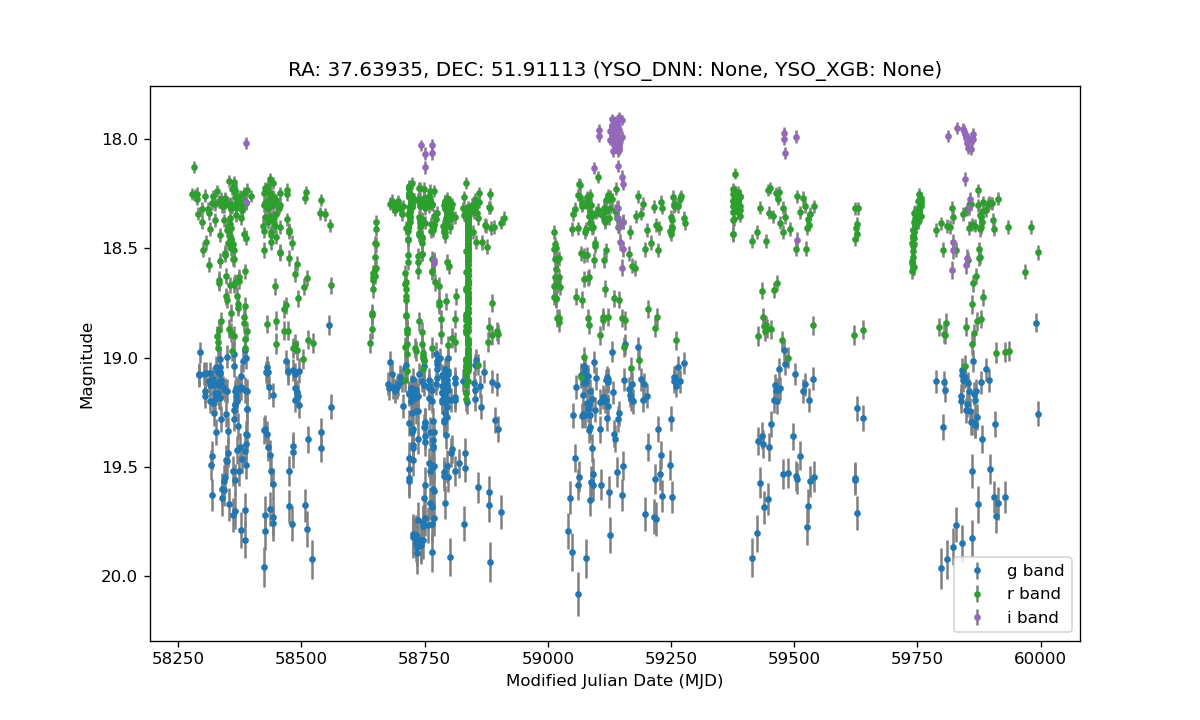 RA: 37.63935, DEC: 51.91113 (YSO_DNN: None, YSO_XGB: None)
Magnitude
18.0
18.5
19.0
19.5
20.0
g band
r band
i band
58250 58500 58750 59000 59250 59500 59750 60000
Modified Julian Date (MJD)